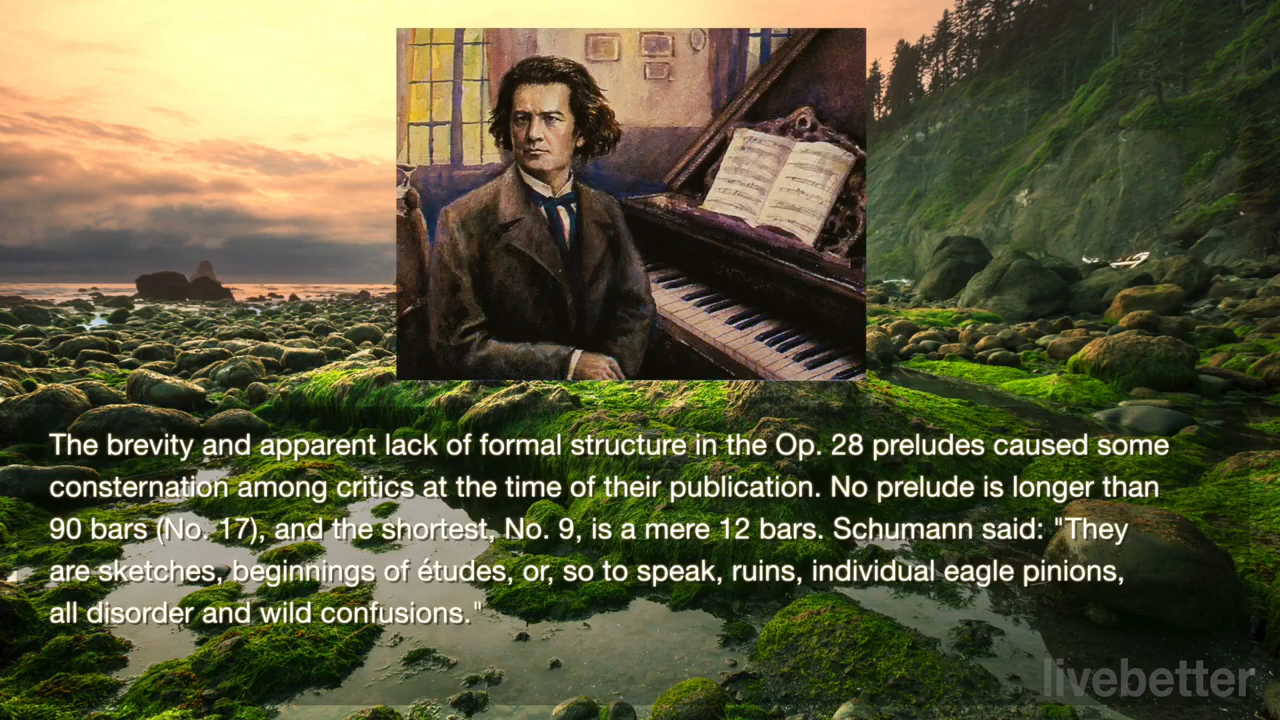 The brevity and apparent lack of formal structure in the Op. 28 preludes caused some
consternation among critics at the time of their publication. No prelude is longer than
90 bars (No. 17), and the shortest, No. 9, is a mere 12 bars. Schumann said: "They
are sketches, beginnings of études, or, so to speak, ruins, individual eagle pinions,
all disorder and wild confusions."
livebetter